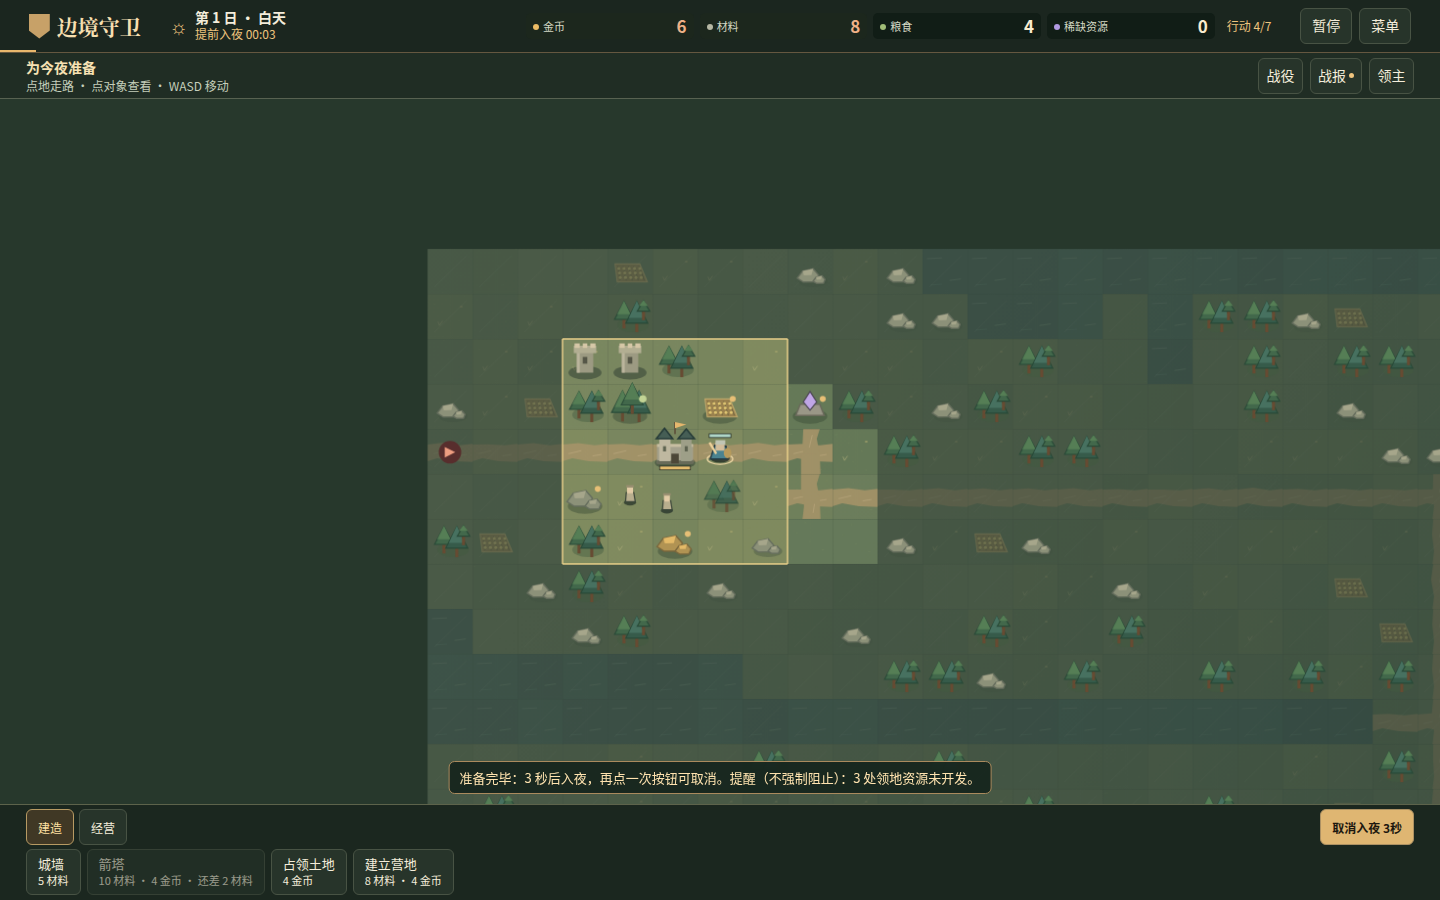 边境守卫
第 1 日 · 白天
提前入夜 00:03
金币 6
材料 8
粮食 4
稀缺资源 0
行动 4/7
暂停
菜单
为今夜准备
点地走路 · 点对象查看 · WASD 移动
战役
战报
领主
准备完毕：3 秒后入夜，再点一次按钮可取消。提醒（不强制阻止）：3 处领地资源未开发。
建造
经营
取消入夜 3秒
城墙
5 材料
箭塔
10 材料 · 4 金币 · 还差 2 材料
占领土地
4 金币
建立营地
8 材料 · 4 金币